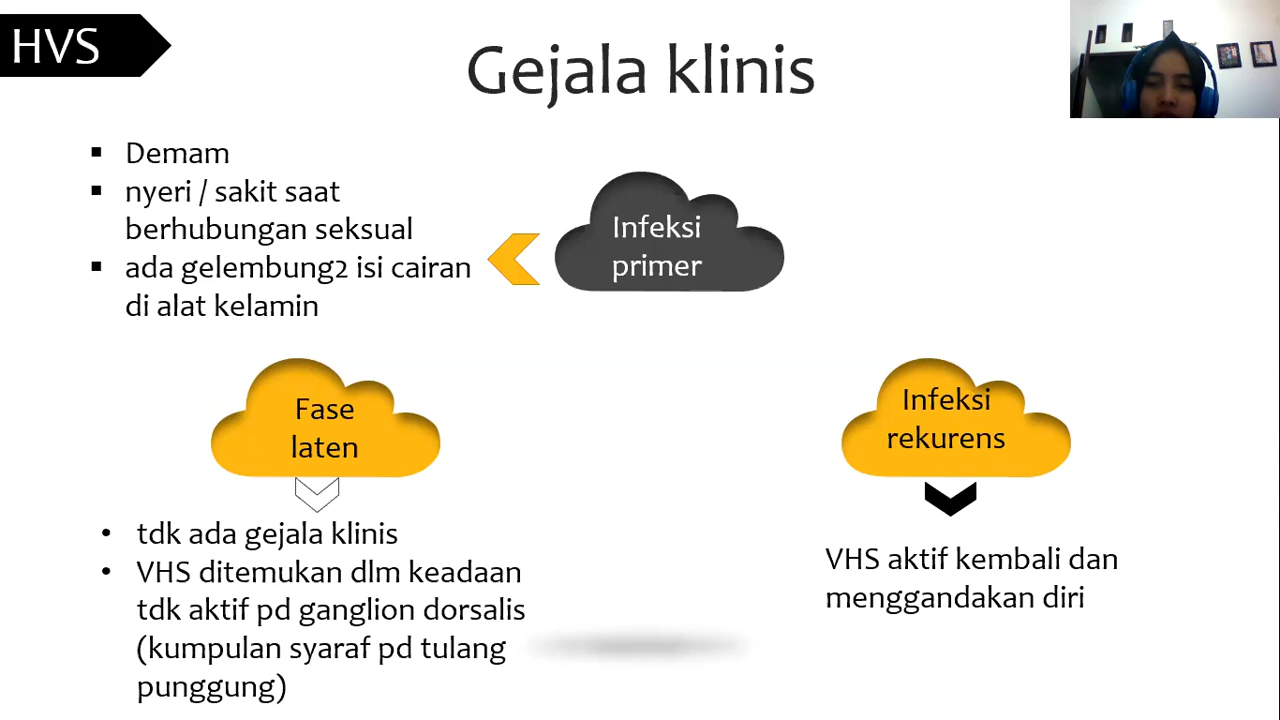 HVS
Gejala klinis
Demam
nyeri / sakit saat
berhubungan seksual
ada gelembung2 isi cairan
di alat kelamin
Infeksi
primer
Fase
laten
tdk ada gejala klinis
VHS ditemukan dlm keadaan
tdk aktif pd ganglion dorsalis
(kumpulan syaraf pd tulang
punggung)
Infeksi
rekurens
VHS aktif kembali dan
menggandakan diri